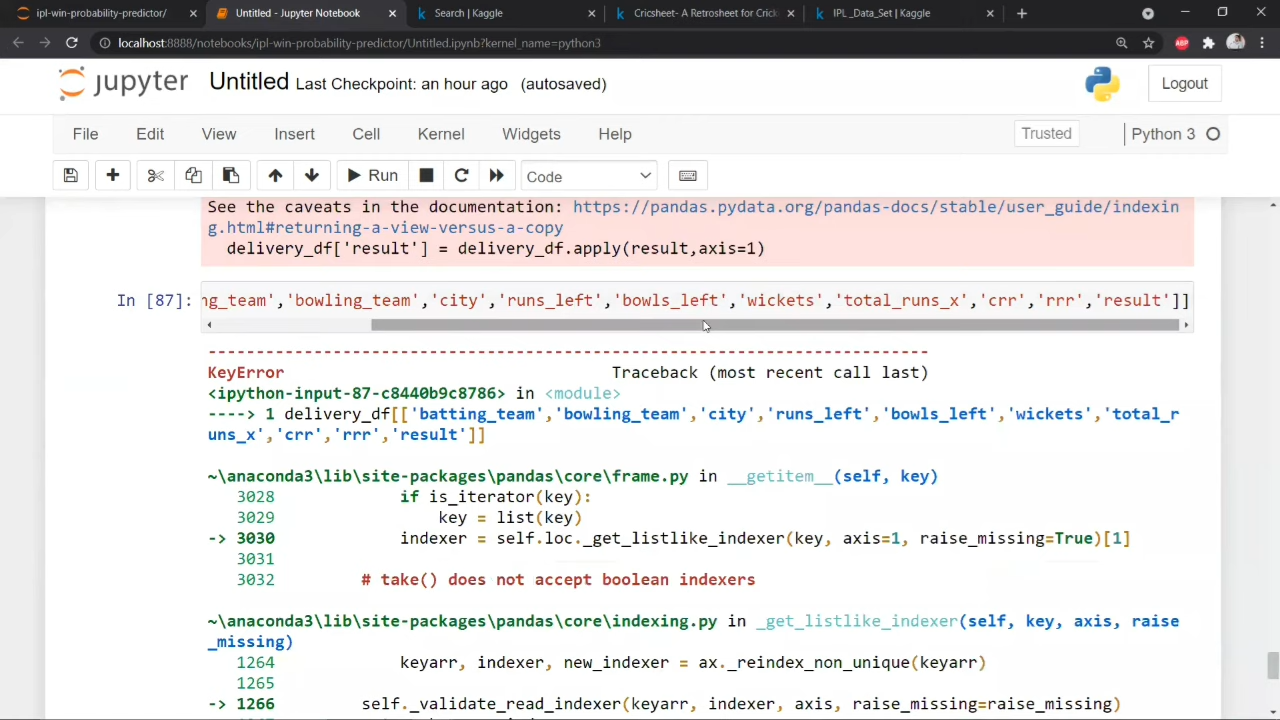 ipl-win-probability-predictor/
Untitled - Jupyter Notebook
Search | Kaggle
Cricsheet- A Retrosheet for Crick
IPL _Data_Set | Kaggle
localhost:8888/notebooks/ipl-win-probability-predictor/Untitled.ipynb?kernel_name=python3
ABP
jupyter Untitled Last Checkpoint: an hour ago (autosaved)
Logout
File Edit View Insert Cell Kernel Widgets Help
Trusted
Python 3
Run
Code
See the caveats in the documentation: https://pandas.pydata.org/pandas-docs/stable/user_guide/indexin
g.html#returning-a-view-versus-a-copy
delivery_df['result'] = delivery_df.apply(result,axis=1)
In [87]: ng_team','bowling_team','city','runs_left','bowls_left','wickets','total_runs_x','crr','rrr','result']]
---------------------------------------------------------------------------
KeyError Traceback (most recent call last)
<ipython-input-87-c8440b9c8786> in <module>
----> 1 delivery_df[['batting_team','bowling_team','city','runs_left','bowls_left','wickets','total_r
uns_x','crr','rrr','result']]
~\anaconda3\lib\site-packages\pandas\core\frame.py in __getitem__(self, key)
3028 if is_iterator(key):
3029 key = list(key)
-> 3030 indexer = self.loc._get_listlike_indexer(key, axis=1, raise_missing=True)[1]
3031
3032 # take() does not accept boolean indexers
~\anaconda3\lib\site-packages\pandas\core\indexing.py in _get_listlike_indexer(self, key, axis, raise
_missing)
1264 keyarr, indexer, new_indexer = ax._reindex_non_unique(keyarr)
1265
-> 1266 self._validate_read_indexer(keyarr, indexer, axis, raise_missing=raise_missing)